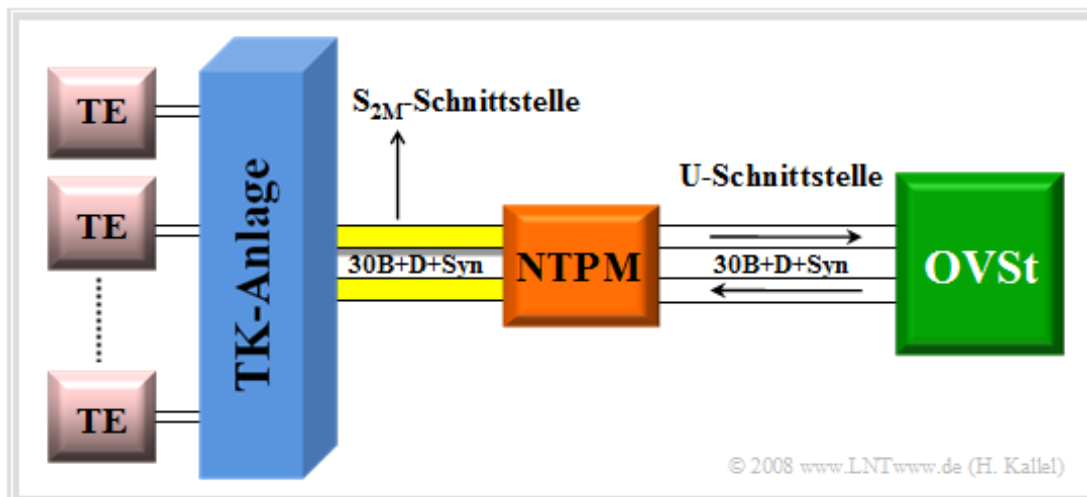 TE
TE
TE
TK-Anlage
S2M-Schnittstelle
30B+D+Syn
NTPM
U-Schnittstelle
30B+D+Syn
OVSt
© 2008 www.LNTwww.de (H. Kallel)